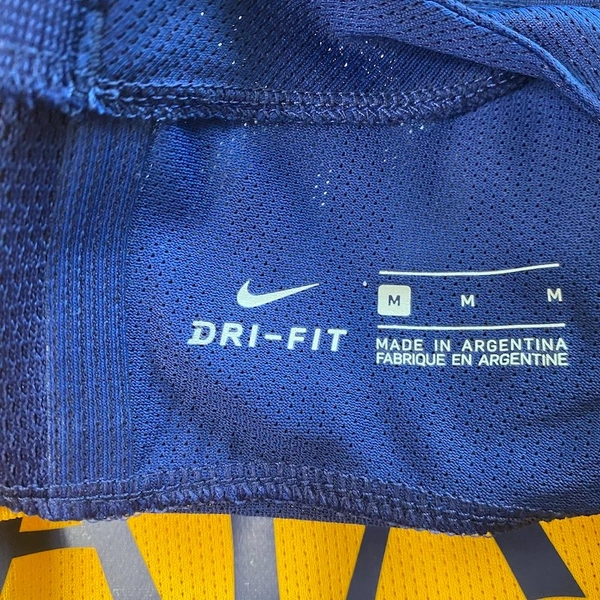 DRI-FIT
M M M
MADE IN ARGENTINA
FABRIQUE EN ARGENTINE